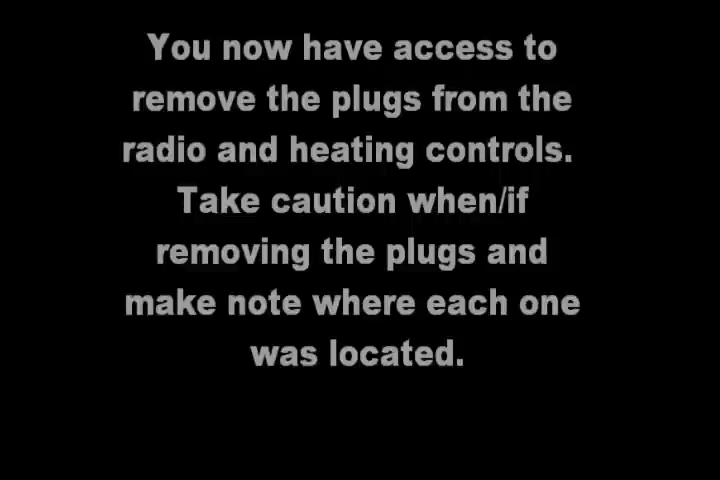 You now have access to
remove the plugs from the
radio and heating controls.
Take caution when/if
removing the plugs and
make note where each one
was located.